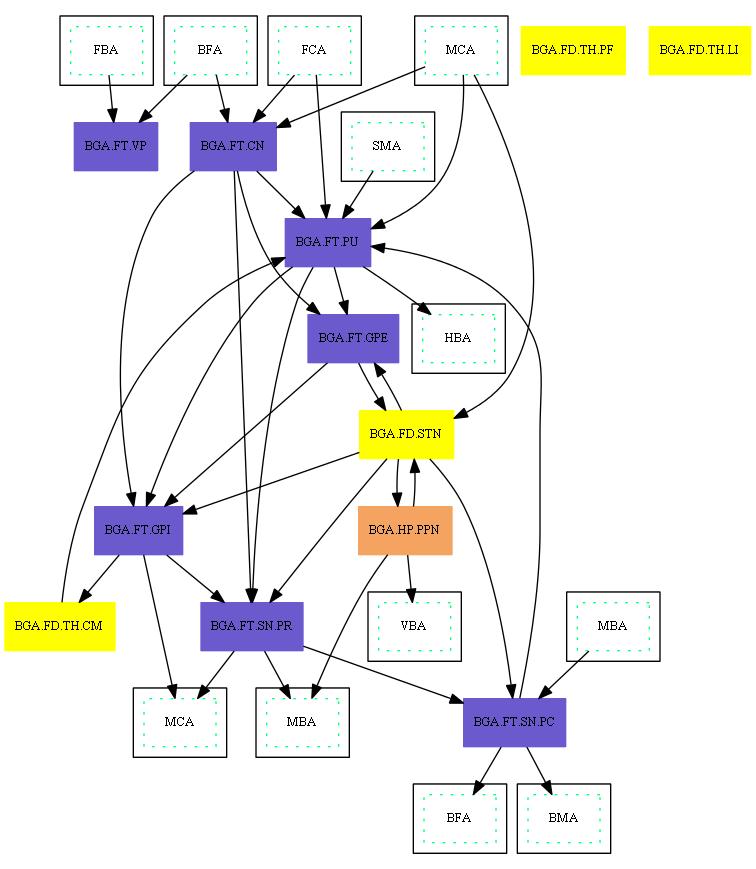 FBA
BFA
FCA
MCA
BGA.FD.TH.PF
BGA.FD.TH.LI
BGA.FT.VP
BGA.FT.CN
SMA
BGA.FT.PU
BGA.FT.GPE
HBA
BGA.FD.STN
BGA.FT.GPI
BGA.HP.PPN
BGA.FD.TH.CM
BGA.FT.SN.PR
VBA
MBA
MCA
MBA
BGA.FT.SN.PC
BFA
BMA